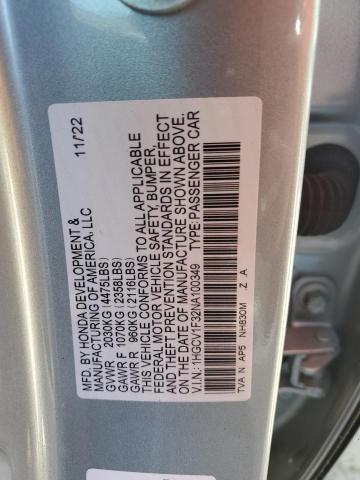 MFD. BY HONDA DEVELOPMENT & 11/22
MANUFACTURING OF AMERICA, LLC
GVWR 2030KG(4475LBS)
GAWR F 1070KG(2358LBS)
GAWR R 960KG(2116LBS)
THIS VEHICLE CONFORMS TO ALL APPLICABLE
FEDERAL MOTOR VEHICLE SAFETY, BUMPER,
AND THEFT PREVENTION STANDARDS IN EFFECT
ON THE DATE OF MANUFACTURE SHOWN ABOVE.
V.I.N.:1HGCV1F32NA100349 TYPE:PASSENGER CAR
TVA N AP5 NH830M Z A